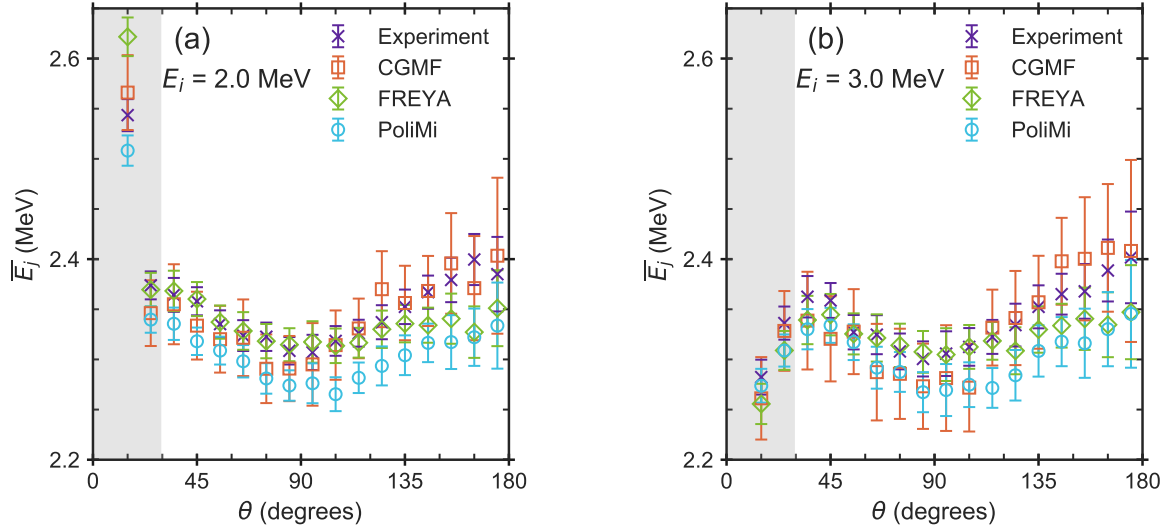 (a)
E_i = 2.0 MeV
Experiment
CGMF
FREYA
PoliMi
2.6
2.4
2.2
E̅_j (MeV)
0 45 90 135 180
θ (degrees)
(b)
E_i = 3.0 MeV
Experiment
CGMF
FREYA
PoliMi
2.6
2.4
2.2
E̅_j (MeV)
0 45 90 135 180
θ (degrees)